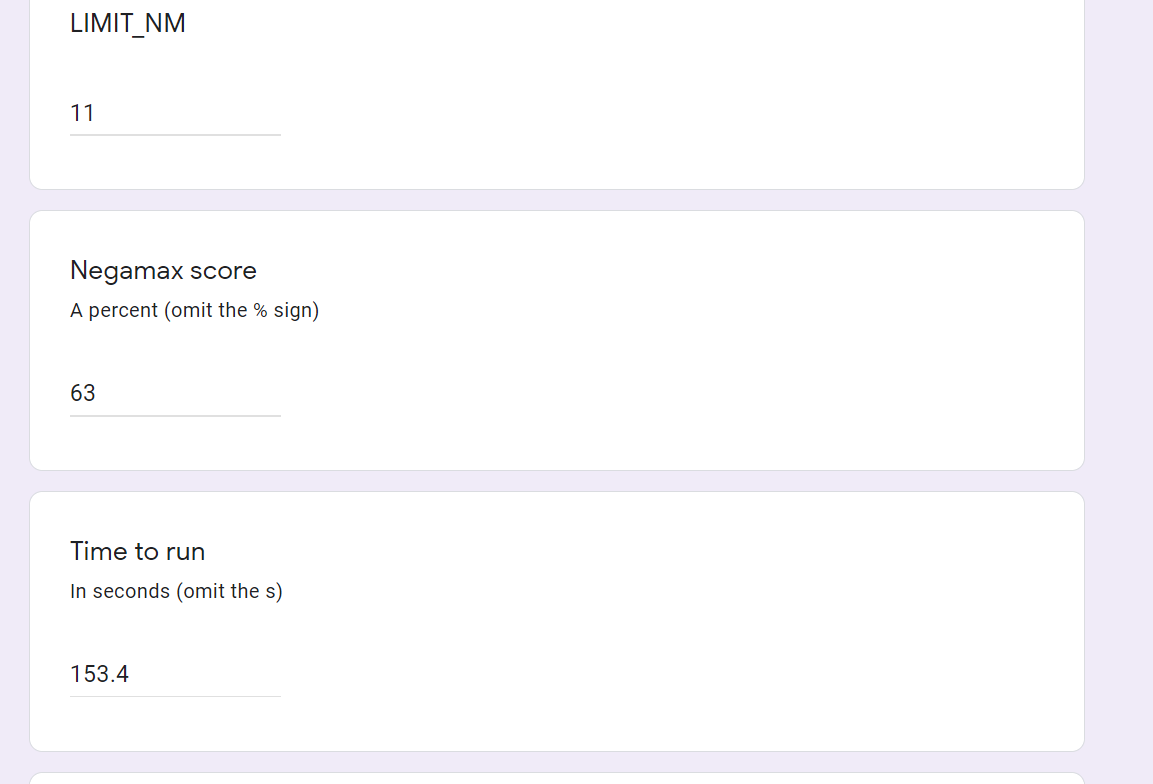 LIMIT_NM
11
Negamax score
A percent (omit the % sign)
63
Time to run
In seconds (omit the s)
153.4